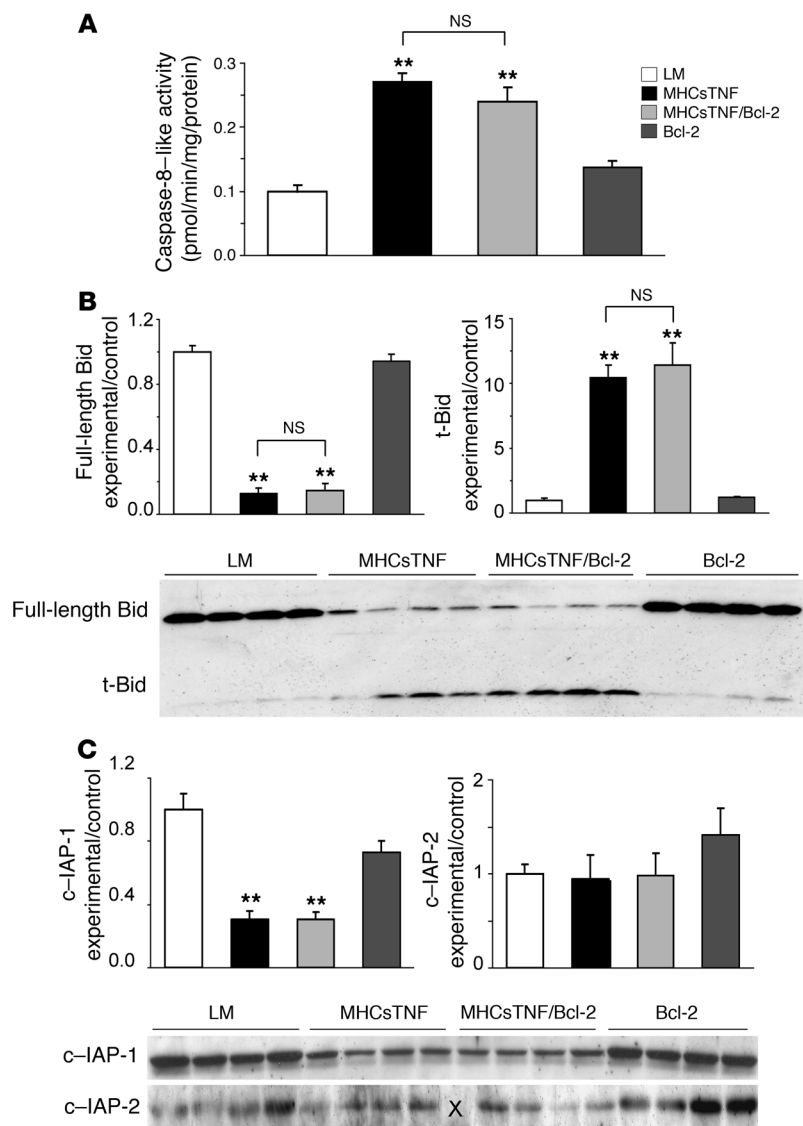 A
NS
**
**
LM
MHCsTNF
MHCsTNF/Bcl-2
Bcl-2
Caspase-8–like activity
(pmol/min/mg/protein)
0.3
0.2
0.1
0.0
B
Full-length Bid
experimental/control
1.2
0.8
0.4
0.0
NS
**
**
t-Bid
experimental/control
15
10
5
0
NS
**
**
LM
MHCsTNF
MHCsTNF/Bcl-2
Bcl-2
Full-length Bid
t-Bid
C
c–IAP-1
experimental/control
1.2
0.8
0.4
0.0
**
**
c–IAP-2
experimental/control
2
1
0
LM
MHCsTNF
MHCsTNF/Bcl-2
Bcl-2
c–IAP-1
c–IAP-2
X